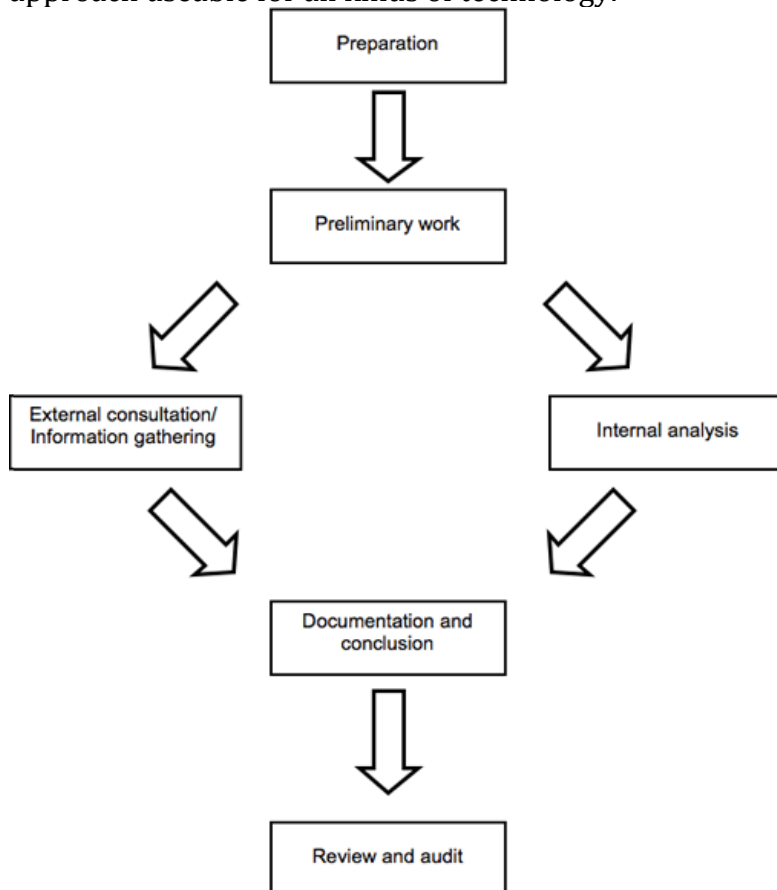 approach useable for all kinds of technology.
Preparation
Preliminary work
External consultation/
Information gathering
Internal analysis
Documentation and
conclusion
Review and audit